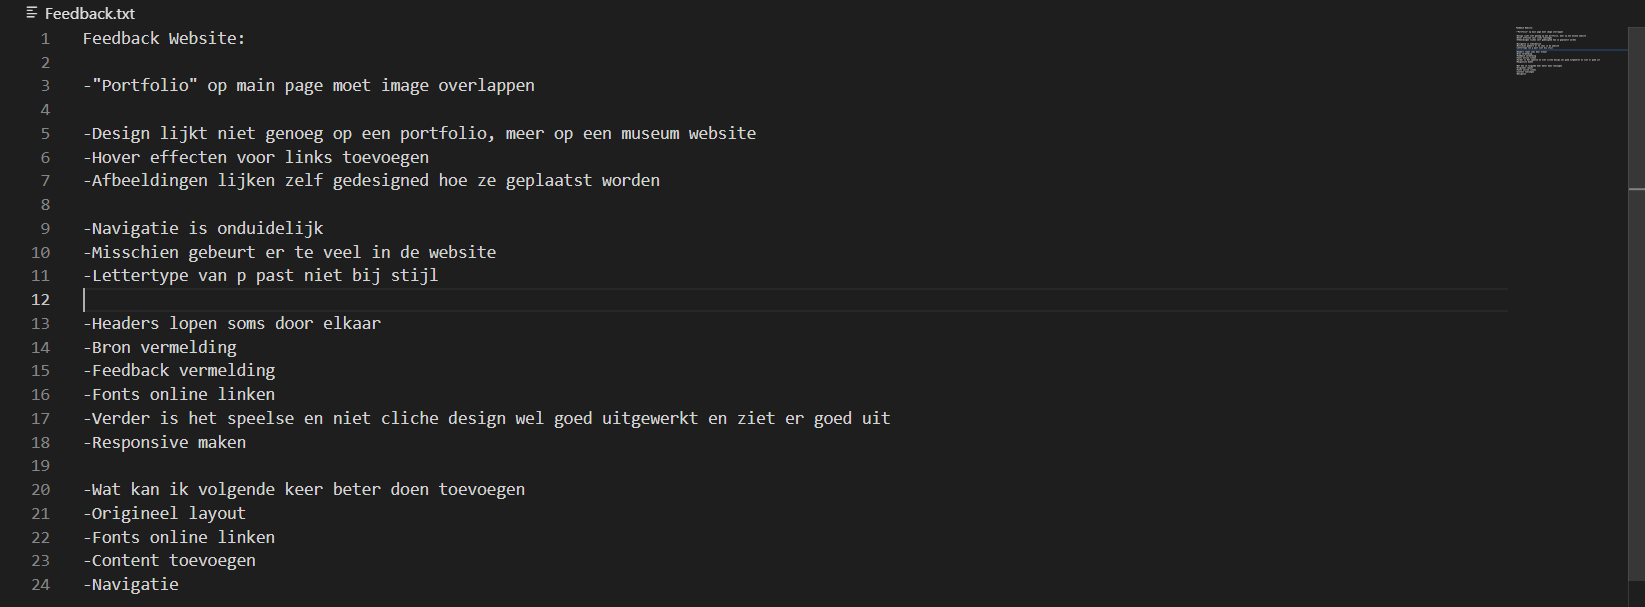 Feedback.txt
1 Feedback Website:
2
3 -"Portfolio" op main page moet image overlappen
4
5 -Design lijkt niet genoeg op een portfolio, meer op een museum website
6 -Hover effecten voor links toevoegen
7 -Afbeeldingen lijken zelf gedesigned hoe ze geplaatst worden
8
9 -Navigatie is onduidelijk
10 -Misschien gebeurt er te veel in de website
11 -Lettertype van p past niet bij stijl
12
13 -Headers lopen soms door elkaar
14 -Bron vermelding
15 -Feedback vermelding
16 -Fonts online linken
17 -Verder is het speelse en niet cliche design wel goed uitgewerkt en ziet er goed uit
18 -Responsive maken
19
20 -Wat kan ik volgende keer beter doen toevoegen
21 -Origineel layout
22 -Fonts online linken
23 -Content toevoegen
24 -Navigatie